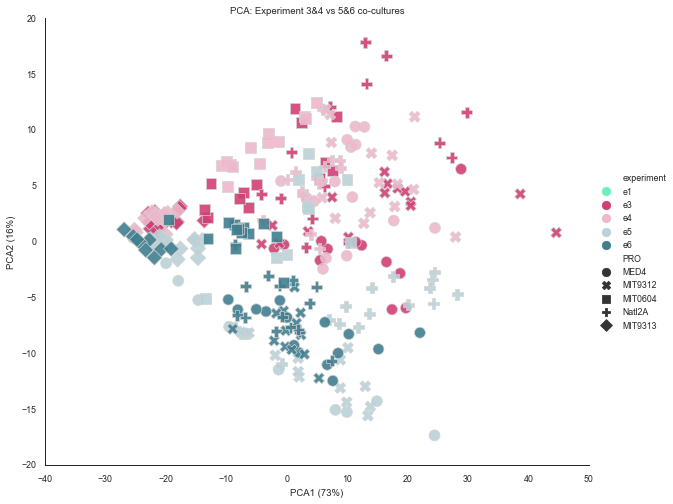 PCA: Experiment 3&4 vs 5&6 co-cultures
20
15
10
5
0
−5
−10
−15
−20
PCA2 (16%)
−40
−30
−20
−10
0
10
20
30
40
50
PCA1 (73%)
experiment
e1
e3
e4
e5
e6
PRO
MED4
MIT9312
MIT0604
Natl2A
MIT9313